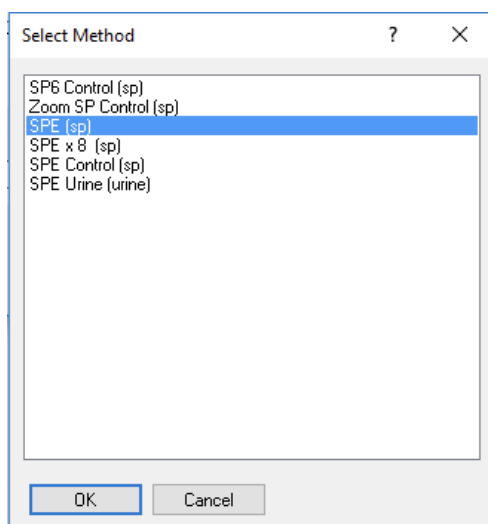 Select Method ? ×
SP6 Control (sp)
Zoom SP Control (sp)
SPE (sp)
SPE x 8 (sp)
SPE Control (sp)
SPE Urine (urine)
OK Cancel